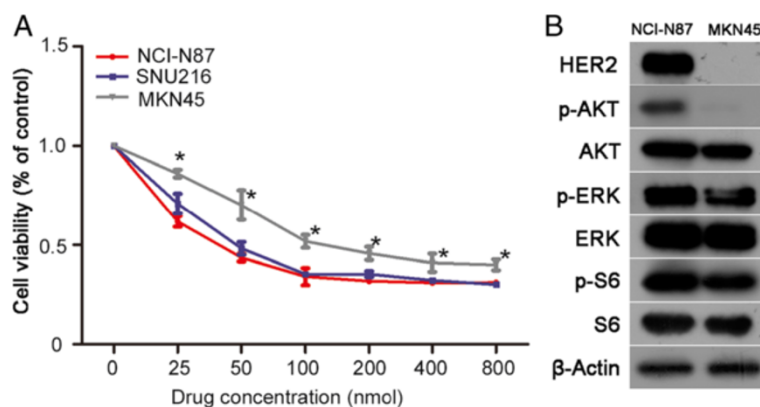 A
1.5
1.0
0.5
0
Cell viability (% of control)
NCI-N87
SNU216
MKN45
* * * * * *
0 25 50 100 200 400 800
Drug concentration (nmol)
B
NCI-N87 MKN45
HER2
p-AKT
AKT
p-ERK
ERK
p-S6
S6
β-Actin